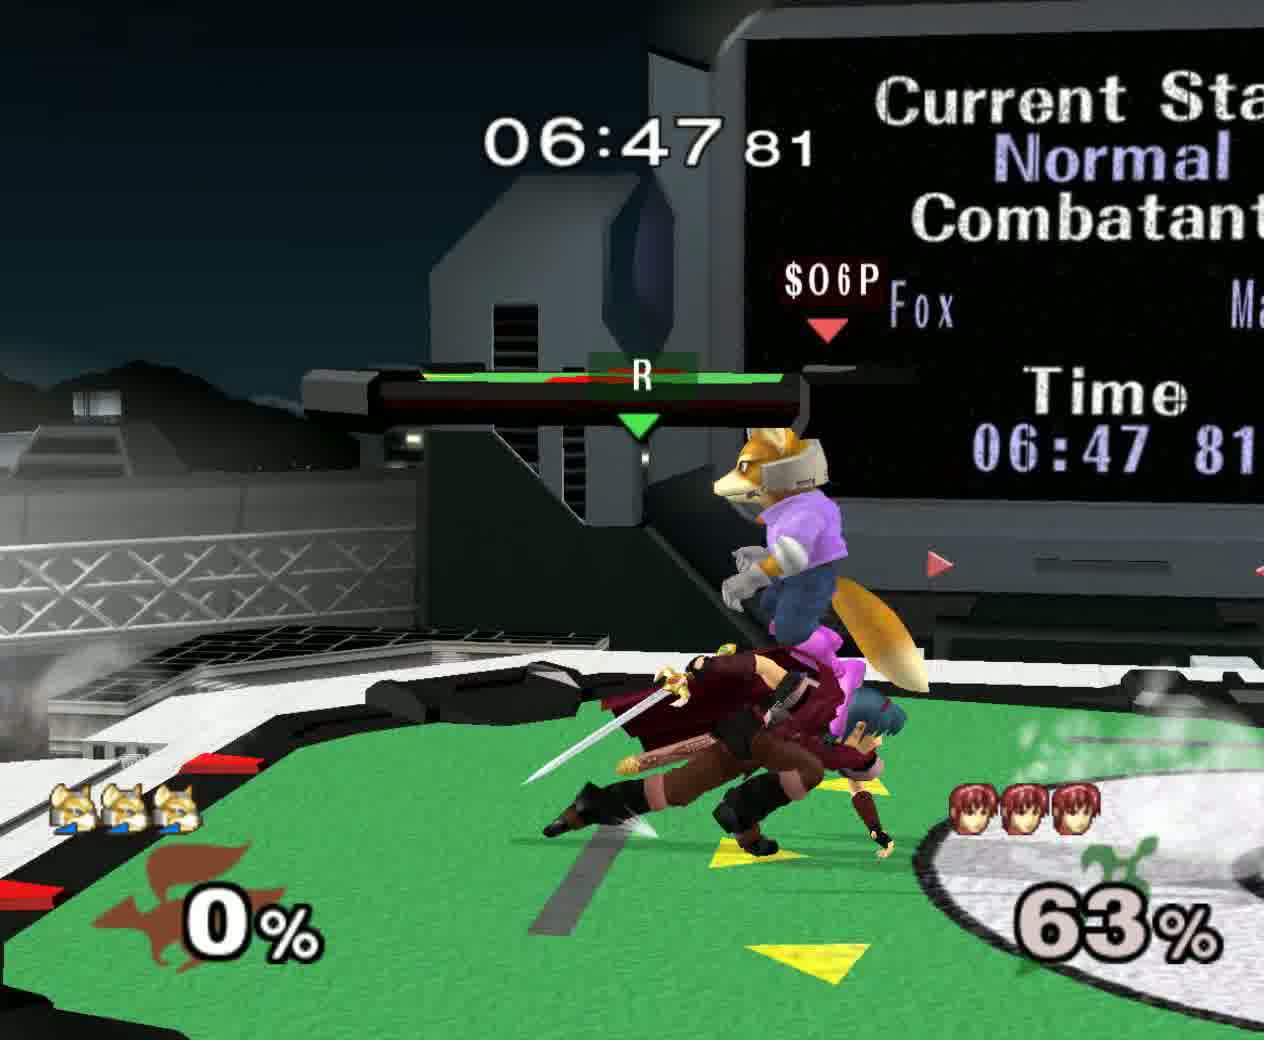 06:47 81
Current Sta
Normal
Combatant
$06P
Fox
Ma
R
Time
06:47 81
0%
63%